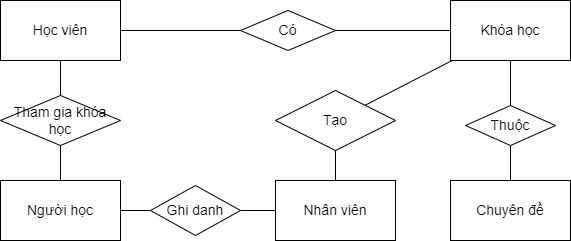 Học viên
Có
Khóa học
Tham gia khóa
học
Tạo
Thuộc
Người học
Ghi danh
Nhân viên
Chuyên đề